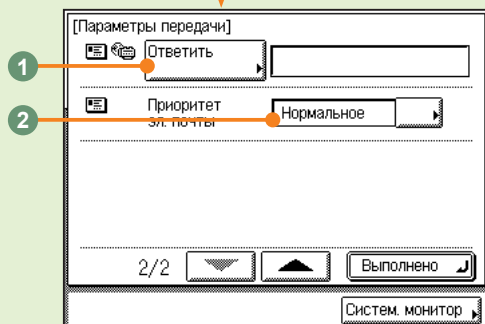 [Параметры передачи]
1
Ответить
2
Приоритет
эл. почты
Нормальное
2/2
Выполнено
Систем. монитор